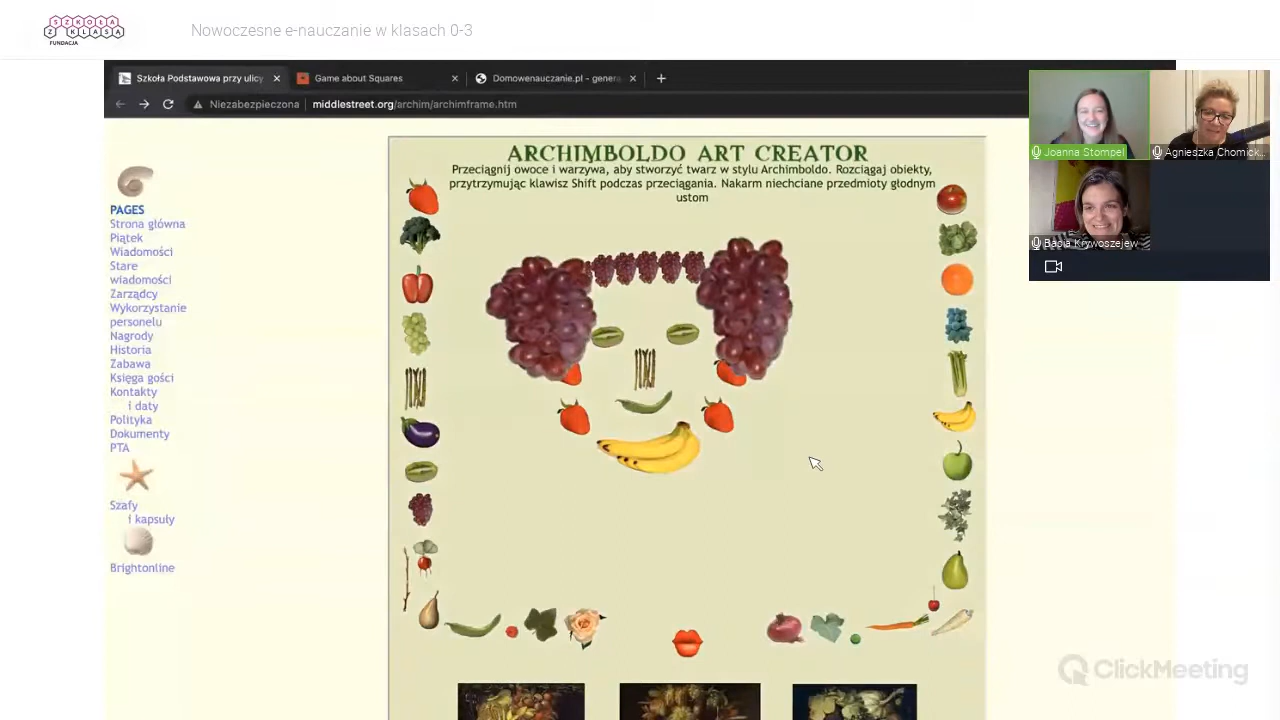 SZKOŁA
Z KLASĄ
FUNDACJA
Nowoczesne e-nauczanie w klasach 0-3
Szkoła Podstawowa przy ulicy
Game about Squares
Domowenauczanie.pl - gener
Niezabezpieczona
middlestreet.org/archim/archimframe.htm
Joanna Stompel
Agnieszka Chomick...
Basia Krywoszejew
ARCHIMBOLDO ART CREATOR
Przeciągnij owoce i warzywa, aby stworzyć twarz w stylu Archimboldo. Rozciągaj obiekty,
przytrzymując klawisz Shift podczas przeciągania. Nakarm niechciane przedmioty głodnym
ustom
PAGES
Strona główna
Piątek
Wiadomości
Stare
wiadomości
Zarządcy
Wykorzystanie
personelu
Nagrody
Historia
Zabawa
Księga gości
Kontakty
i daty
Polityka
Dokumenty
PTA
Szafy
i kapsuły
Brightonline
ClickMeeting